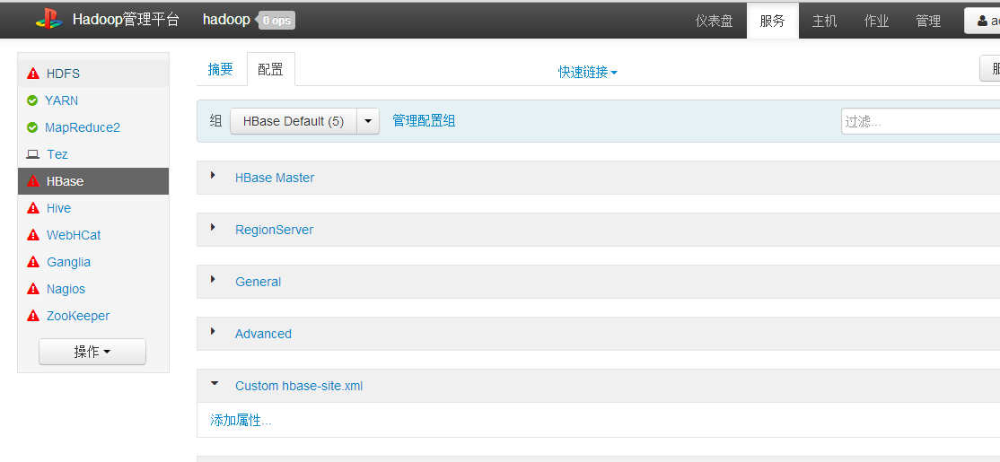 Hadoop管理平台 hadoop 0 ops 仪表盘 服务 主机 作业 管理
HDFS
YARN
MapReduce2
Tez
HBase
Hive
WebHCat
Ganglia
Nagios
ZooKeeper
操作
摘要 配置 快速链接
组 HBase Default (5) 管理配置组 过滤...
HBase Master
RegionServer
General
Advanced
Custom hbase-site.xml
添加属性...